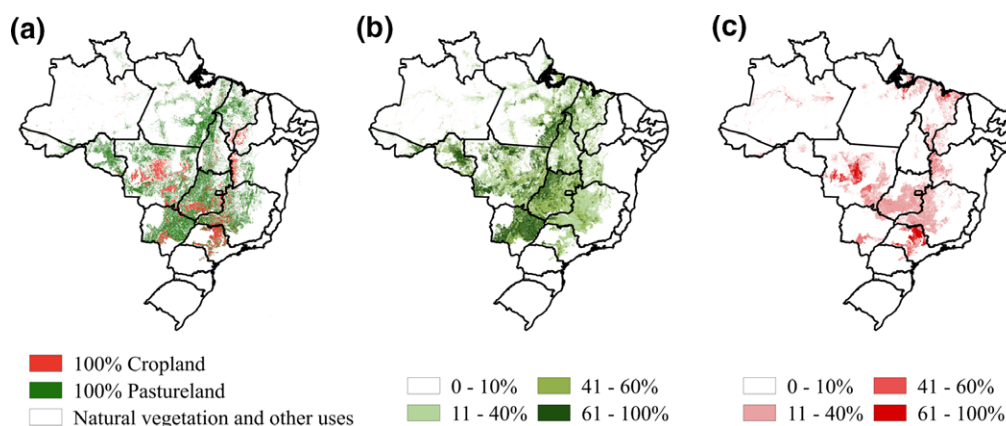 (a)
(b)
(c)
100% Cropland
100% Pastureland
Natural vegetation and other uses
0 - 10%
41 - 60%
11 - 40%
61 - 100%
0 - 10%
41 - 60%
11 - 40%
61 - 100%